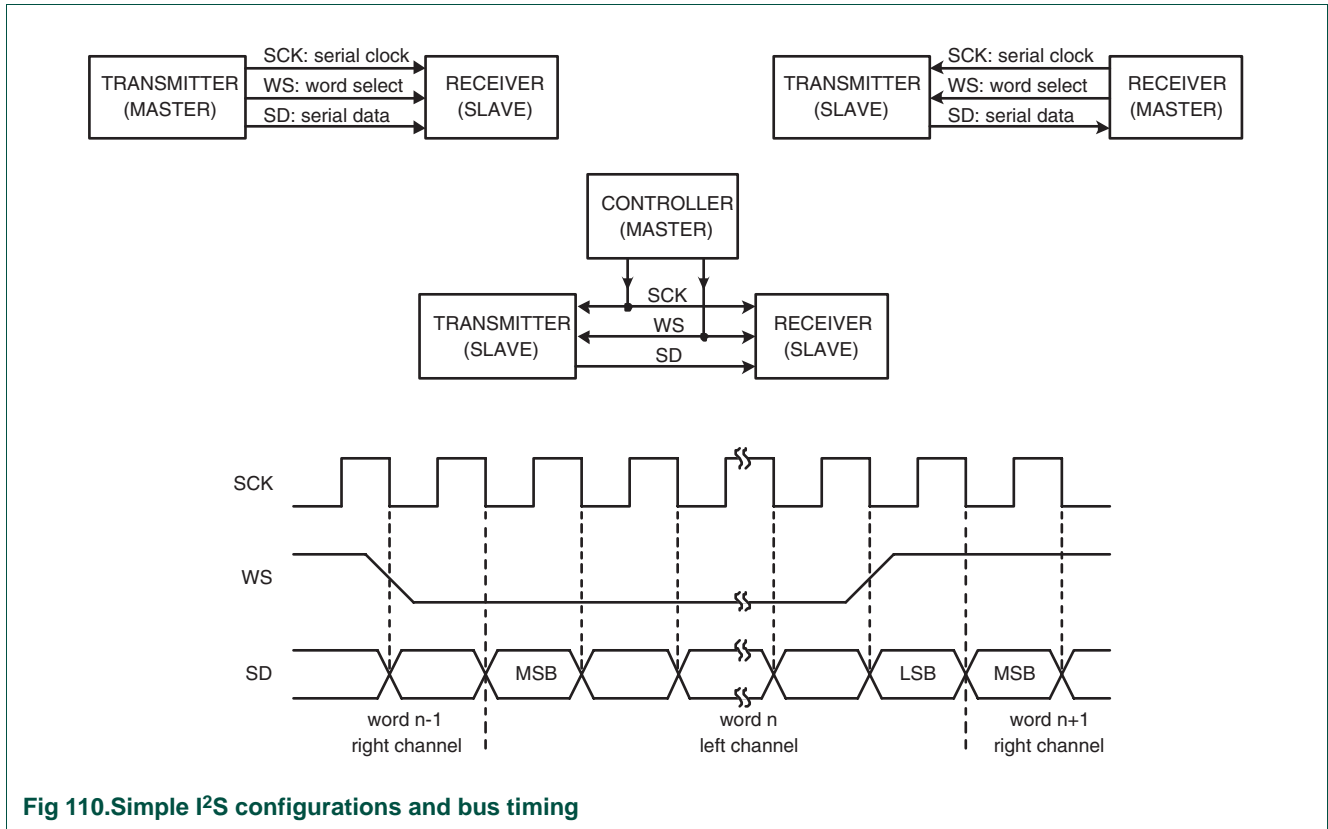 TRANSMITTER
(MASTER)
SCK: serial clock
WS: word select
SD: serial data
RECEIVER
(SLAVE)
TRANSMITTER
(SLAVE)
SCK: serial clock
WS: word select
SD: serial data
RECEIVER
(MASTER)
CONTROLLER
(MASTER)
TRANSMITTER
(SLAVE)
SCK
WS
SD
RECEIVER
(SLAVE)
SCK
WS
SD
MSB
LSB
MSB
word n-1
right channel
word n
left channel
word n+1
right channel
Fig 110.Simple I²S configurations and bus timing